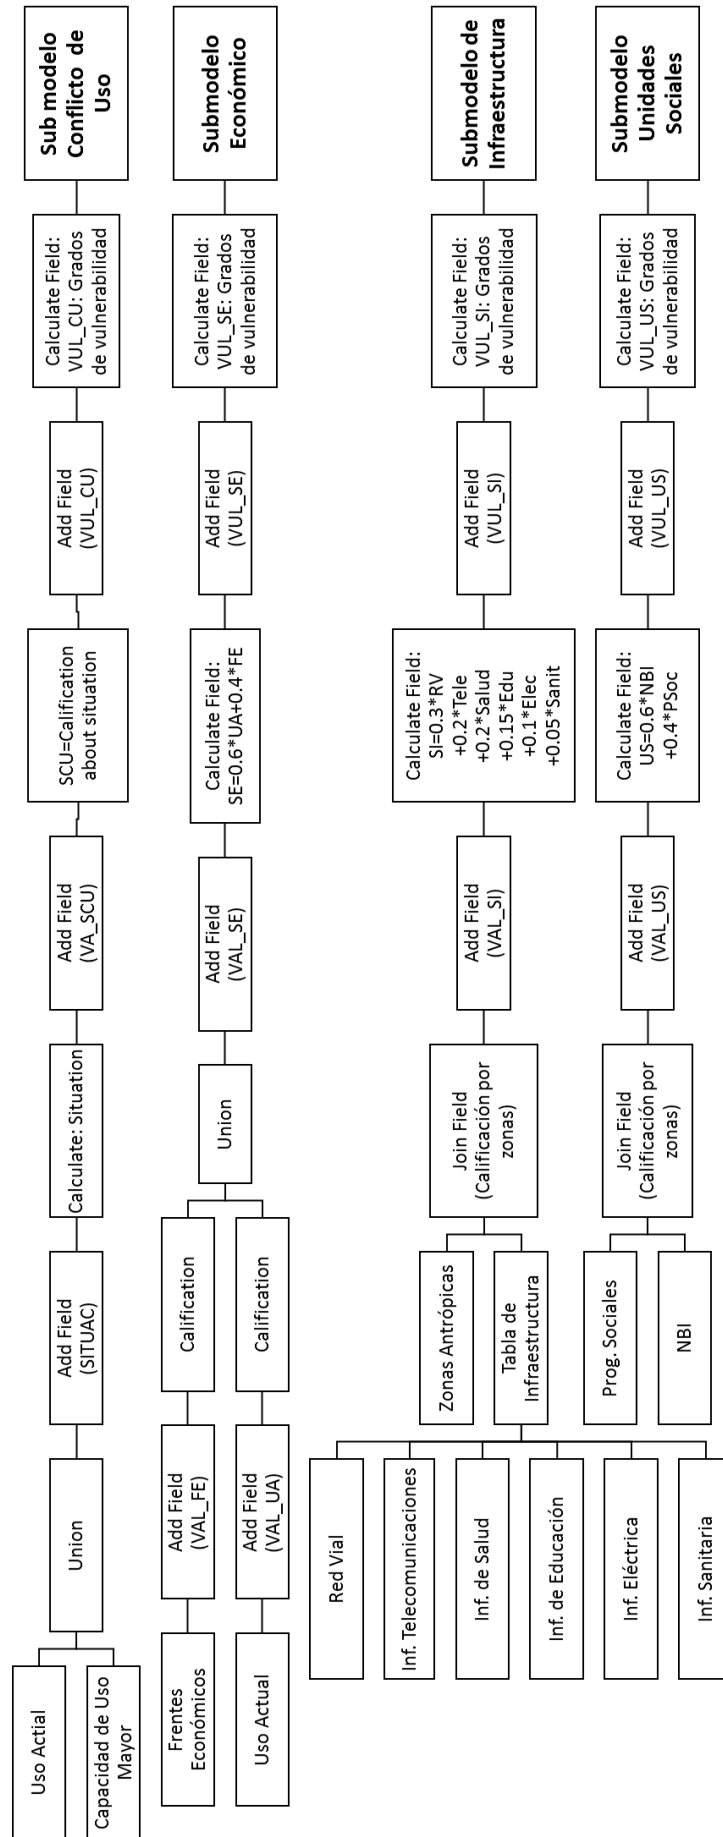 Sub modelo
Conflicto de
Uso
Calculate Field:
VUL_CU: Grados
de vulnerabilidad
Add Field
(VUL_CU)
SCU=Calification
about situation
Add Field
(VA_SCU)
Calculate: Situation
Add Field
(SITUAC)
Union
Uso Actial
Capacidad de Uso
Mayor
Submodelo
Económico
Calculate Field:
VUL_SE: Grados
de vulnerabilidad
Add Field
(VUL_SE)
Calculate Field:
SE=0.6*UA+0.4*FE
Add Field
(VAL_SE)
Union
Calification
Add Field
(VAL_FE)
Frentes
Económicos
Calification
Add Field
(VAL_UA)
Uso Actual
Submodelo de
Infraestructura
Calculate Field:
VUL_SI: Grados
de vulnerabilidad
Add Field
(VUL_SI)
Calculate Field:
SI=0.3*RV
+0.2*Tele
+0.2*Salud
+0.15*Edu
+0.1*Elec
+0.05*Sanit
Add Field
(VAL_SI)
Join Field
(Calificación por
zonas)
Zonas Antrópicas
Tabla de
Infraestructura
Red Vial
Inf. Telecomunicaciones
Inf. de Salud
Inf. de Educación
Inf. Eléctrica
Inf. Sanitaria
Submodelo
Unidades
Sociales
Calculate Field:
VUL_US: Grados
de vulnerabilidad
Add Field
(VUL_US)
Calculate Field:
US=0.6*NBI
+0.4*PSoc
Add Field
(VAL_US)
Join Field
(Calificación por
zonas)
Prog. Sociales
NBI